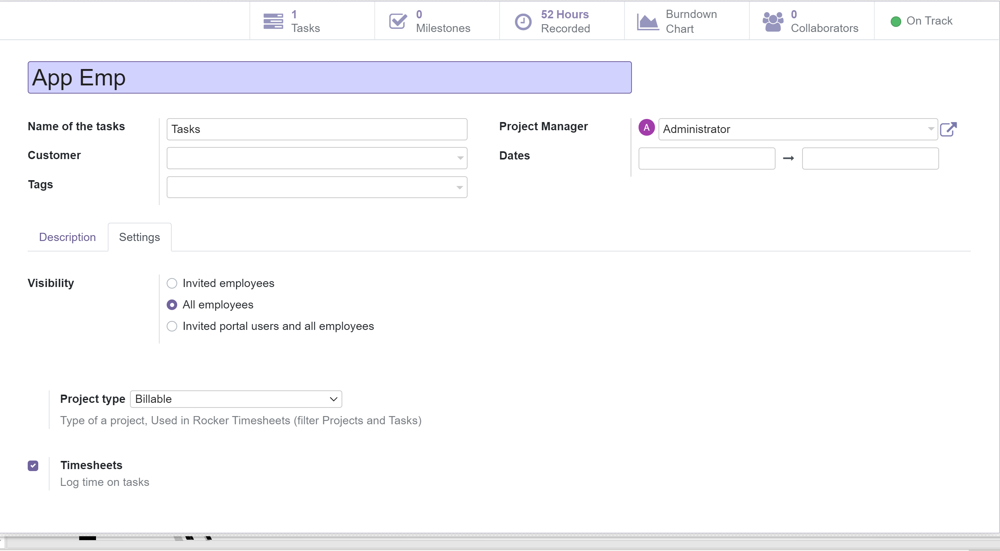 1
Tasks
0
Milestones
52 Hours
Recorded
Burndown
Chart
0
Collaborators
On Track
App Emp
Name of the tasks
Tasks
Project Manager
A
Administrator
Customer
Dates
Tags
Description
Settings
Visibility
Invited employees
All employees
Invited portal users and all employees
Project type
Billable
Type of a project, Used in Rocker Timesheets (filter Projects and Tasks)
Timesheets
Log time on tasks